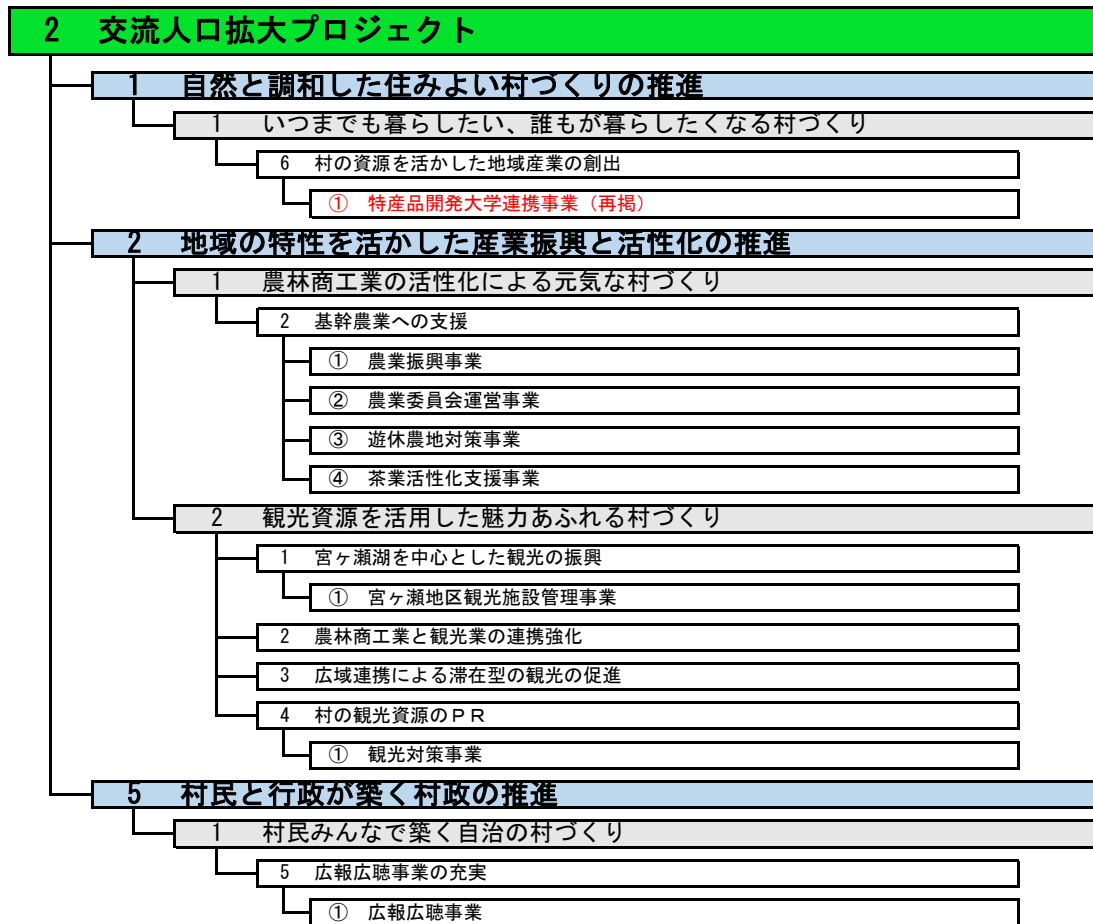 2 交流人口拡大プロジェクト
1 自然と調和した住みよい村づくりの推進
1 いつまでも暮らしたい、誰もが暮らしたくなる村づくり
6 村の資源を活かした地域産業の創出
① 特産品開発大学連携事業（再掲）
2 地域の特性を活かした産業振興と活性化の推進
1 農林商工業の活性化による元気な村づくり
2 基幹農業への支援
① 農業振興事業
② 農業委員会運営事業
③ 遊休農地対策事業
④ 茶業活性化支援事業
2 観光資源を活用した魅力あふれる村づくり
1 宮ヶ瀬湖を中心とした観光の振興
① 宮ヶ瀬地区観光施設管理事業
2 農林商工業と観光業の連携強化
3 広域連携による滞在型の観光の促進
4 村の観光資源のＰＲ
① 観光対策事業
5 村民と行政が築く村政の推進
1 村民みんなで築く自治の村づくり
5 広報広聴事業の充実
① 広報広聴事業